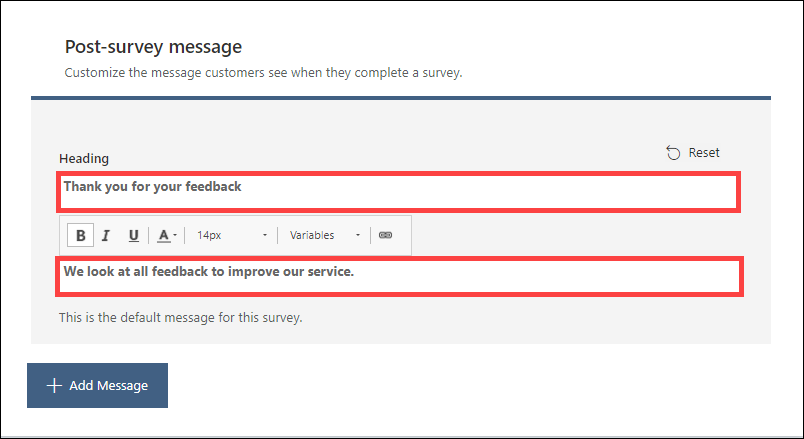 Post-survey message
Customize the message customers see when they complete a survey.
Reset
Heading
Thank you for your feedback
B I U A 14px Variables
We look at all feedback to improve our service.
This is the default message for this survey.
Add Message